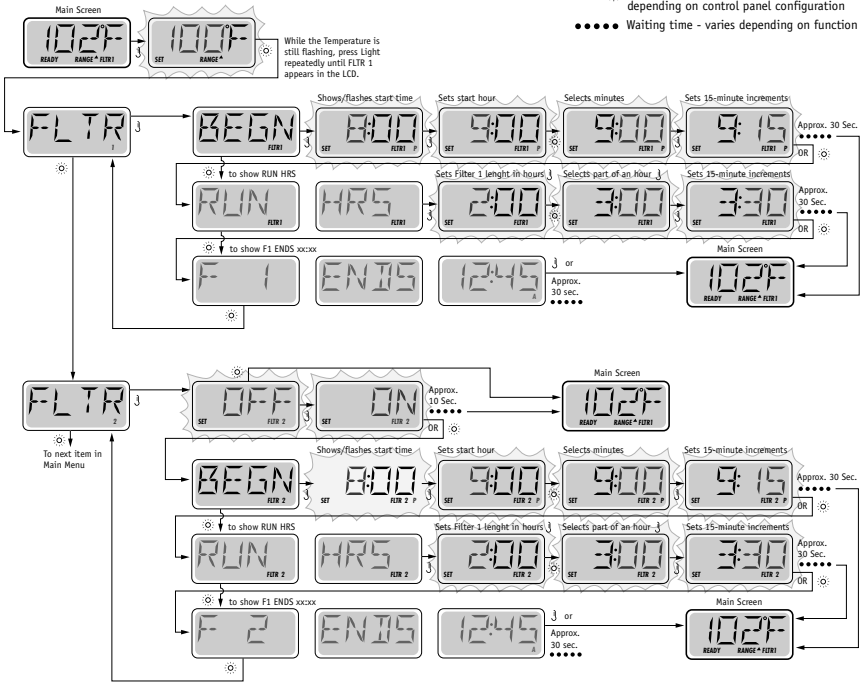 depending on control panel configuration
Waiting time - varies depending on function
Main Screen
102°F
READY RANGE FLTR1
100°F
SET RANGE
While the Temperature is
still flashing, press Light
repeatedly until FLTR 1
appears in the LCD.
FLTR
1
BEGN
FLTR1
Shows/flashes start time
8:00
SET FLTR1 P
Sets start hour
9:00
SET FLTR1 P
Selects minutes
9:00
SET FLTR1 P
Sets 15-minute increments
9:15
SET FLTR1 P
Approx. 30 Sec.
OR
to show RUN HRS
RUN
FLTR1
HRS
FLTR1
Sets Filter 1 lenght in hours
2:00
SET FLTR1
Selects part of an hour
3:00
SET FLTR1
Sets 15-minute increments
3:30
SET FLTR1
Approx.
30 Sec.
OR
to show F1 ENDS xx:xx
F 1
ENDS
12:45
A
or
Approx.
30 sec.
Main Screen
102°F
READY RANGE FLTR1
FLTR
2
To next item in
Main Menu
OFF
SET FLTR 2
ON
SET FLTR 2
Approx.
10 Sec.
OR
Main Screen
102°F
READY RANGE FLTR1
BEGN
FLTR 2
Shows/flashes start time
8:00
SET FLTR 2 P
Sets start hour
9:00
SET FLTR 2 P
Selects minutes
9:00
SET FLTR 2 P
Sets 15-minute increments
9:15
SET FLTR 2 P
Approx. 30 Sec.
OR
to show RUN HRS
RUN
FLTR 2
HRS
FLTR 2
Sets Filter 1 lenght in hours
2:00
SET FLTR 2
Selects part of an hour
3:00
SET FLTR 2
Sets 15-minute increments
3:30
SET FLTR 2
Approx.
30 Sec.
OR
to show F1 ENDS xx:xx
F 2
ENDS
12:45
A
or
Approx.
30 sec.
Main Screen
102°F
READY RANGE FLTR1